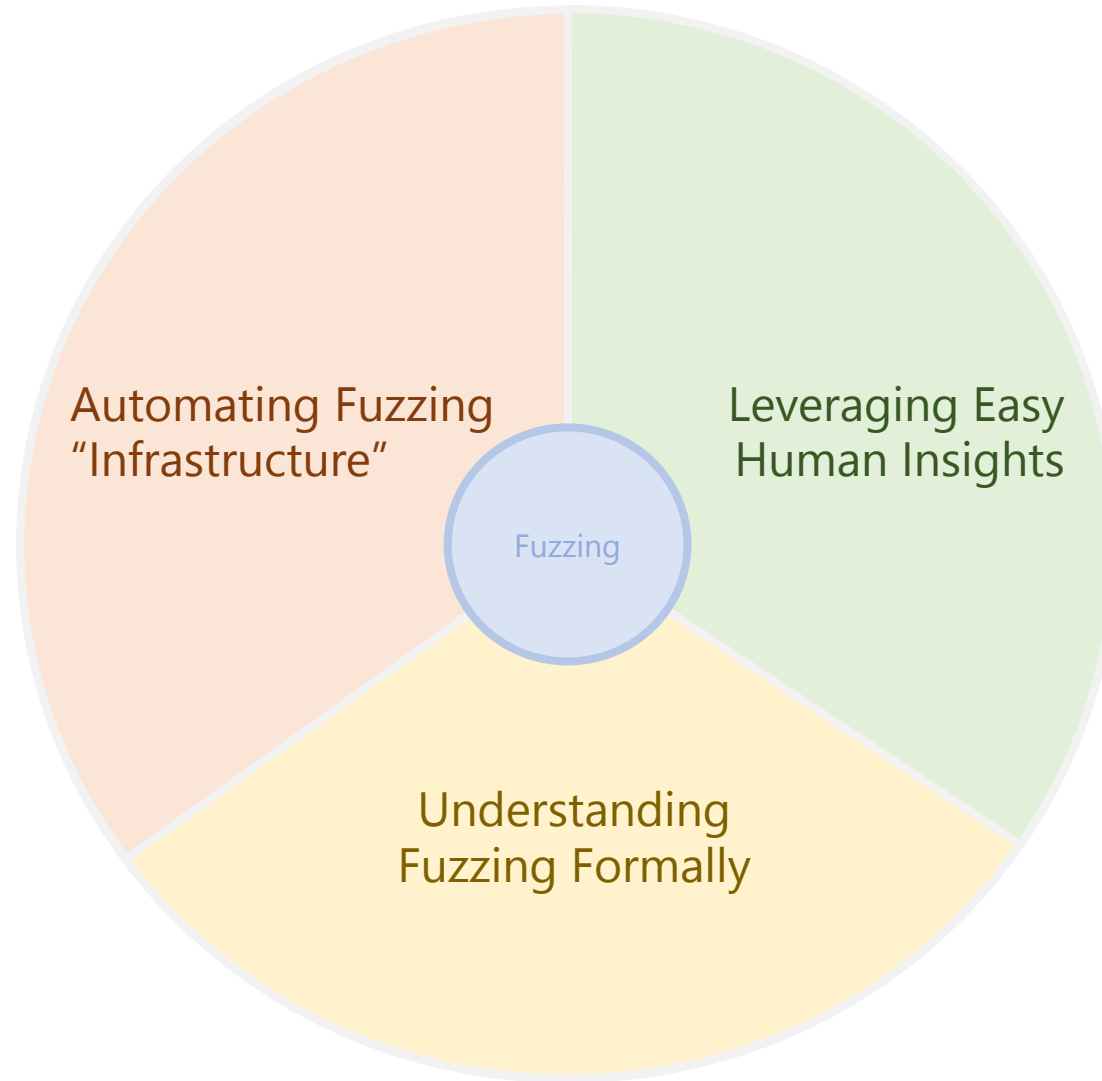 Automating Fuzzing
“Infrastructure”
Leveraging Easy
Human Insights
Fuzzing
Understanding
Fuzzing Formally